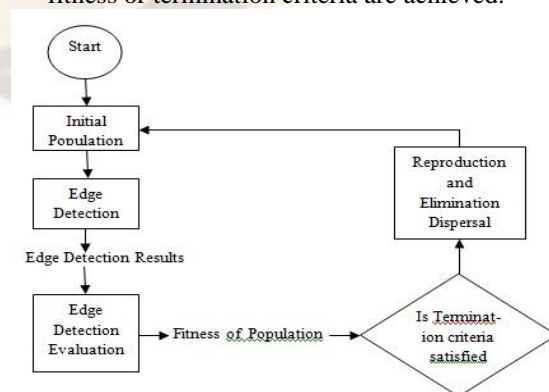 fitness or termination criteria are achieved.
Start
Initial
Population
Edge
Detection
Edge Detection Results
Edge
Detection
Evaluation
Fitness of Population
Is Terminat-
ion criteria
satisfied
Reproduction
and
Elimination
Dispersal